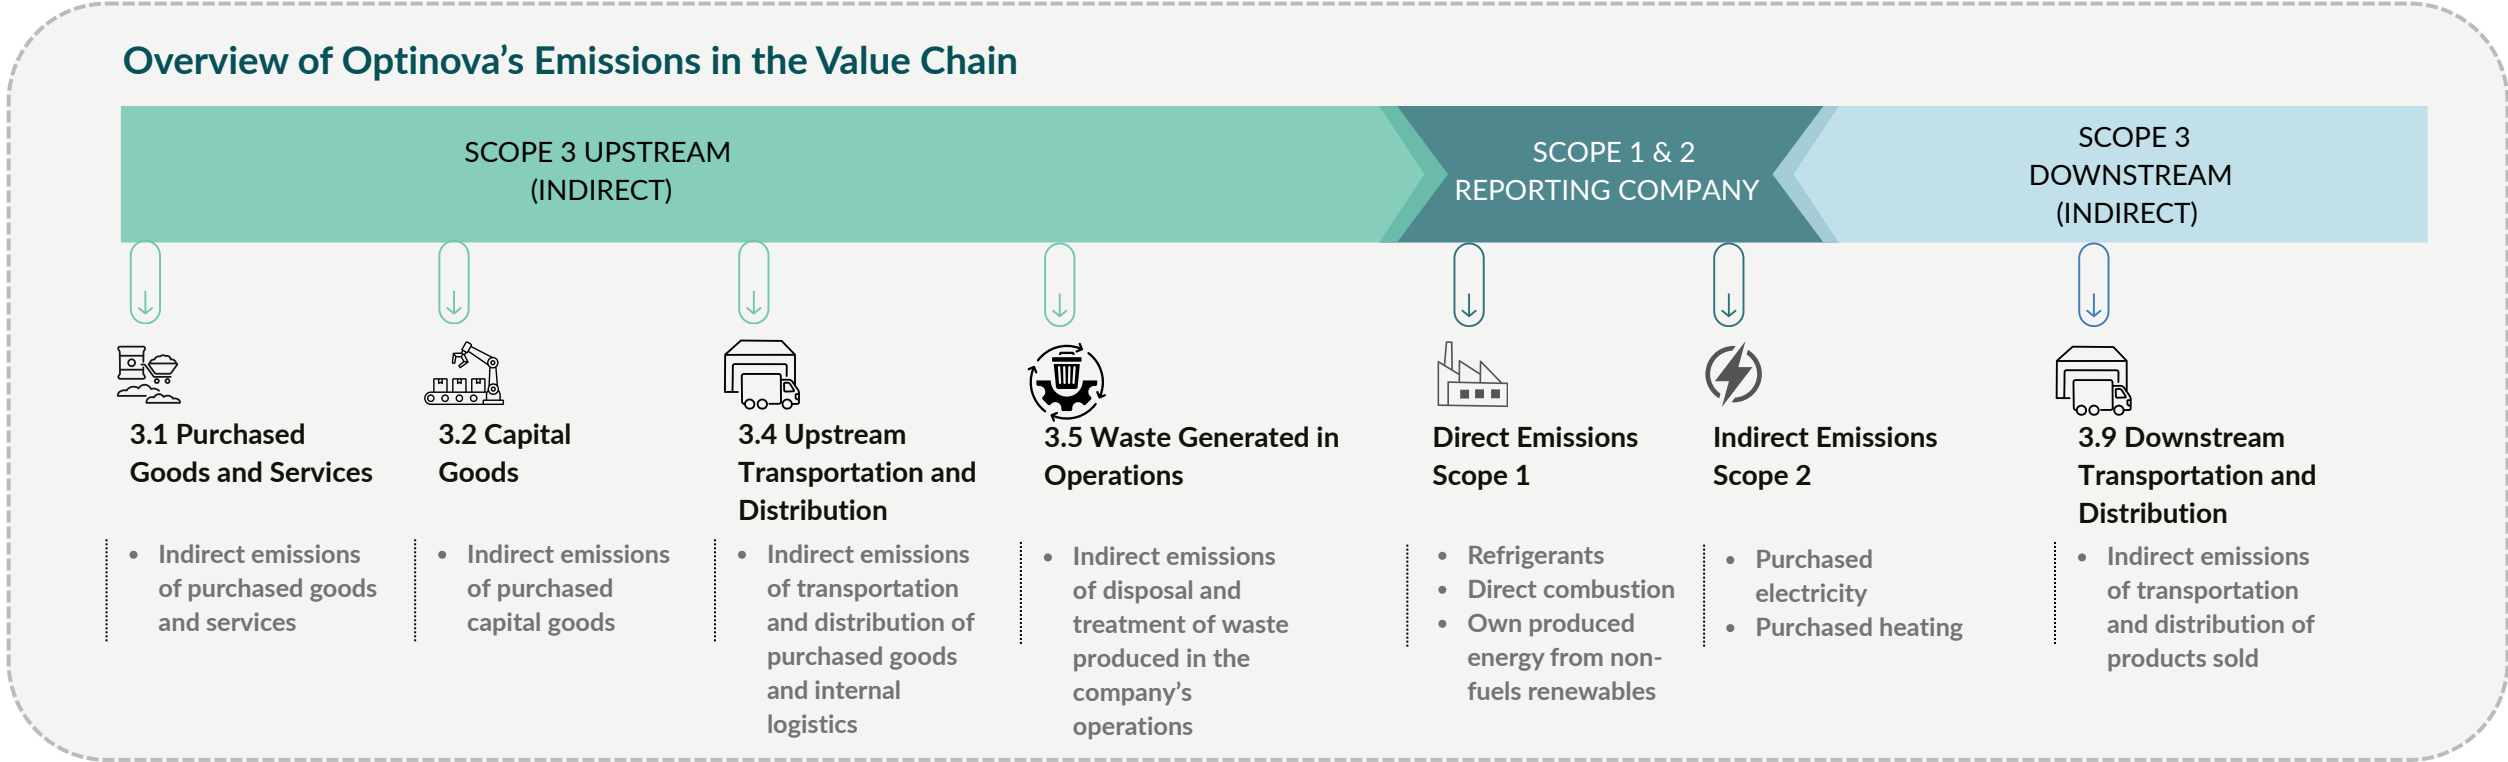 Overview of Optinova’s Emissions in the Value Chain
SCOPE 3 UPSTREAM
(INDIRECT)
SCOPE 1 & 2
REPORTING COMPANY
SCOPE 3
DOWNSTREAM
(INDIRECT)
3.1 Purchased
Goods and Services
• Indirect emissions
of purchased goods
and services
3.2 Capital
Goods
• Indirect emissions
of purchased
capital goods
3.4 Upstream
Transportation and
Distribution
• Indirect emissions
of transportation
and distribution of
purchased goods
and internal
logistics
3.5 Waste Generated in
Operations
• Indirect emissions
of disposal and
treatment of waste
produced in the
company’s
operations
Direct Emissions
Scope 1
• Refrigerants
• Direct combustion
• Own produced
energy from non-
fuels renewables
Indirect Emissions
Scope 2
• Purchased
electricity
• Purchased heating
3.9 Downstream
Transportation and
Distribution
• Indirect emissions
of transportation
and distribution of
products sold